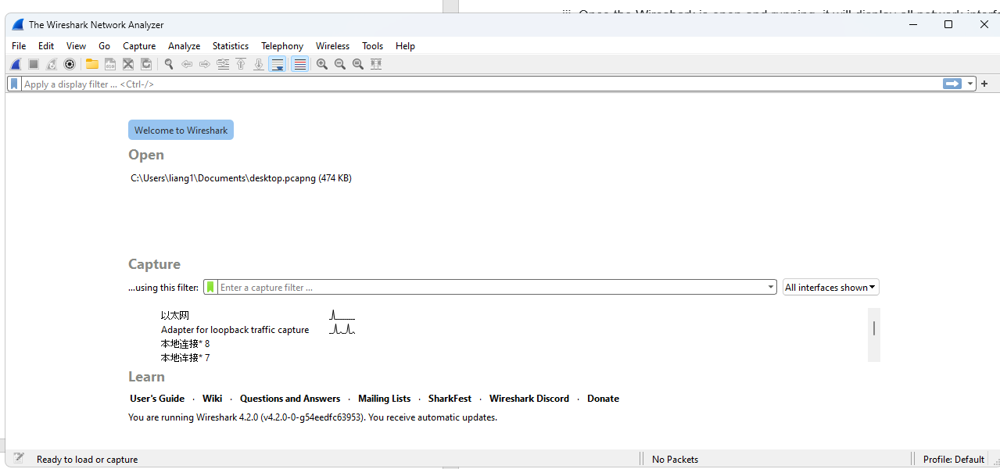 iii. Once the Wireshark is open and running, it will display all network interf
The Wireshark Network Analyzer
File Edit View Go Capture Analyze Statistics Telephony Wireless Tools Help
Apply a display filter ... <Ctrl-/>
Welcome to Wireshark
Open
C:\Users\liang1\Documents\desktop.pcapng (474 KB)
Capture
...using this filter: Enter a capture filter ... All interfaces shown
以太网
Adapter for loopback traffic capture
本地连接* 8
本地连接* 7
Learn
User's Guide · Wiki · Questions and Answers · Mailing Lists · SharkFest · Wireshark Discord · Donate
You are running Wireshark 4.2.0 (v4.2.0-0-g54eedfc63953). You receive automatic updates.
Ready to load or capture No Packets Profile: Default